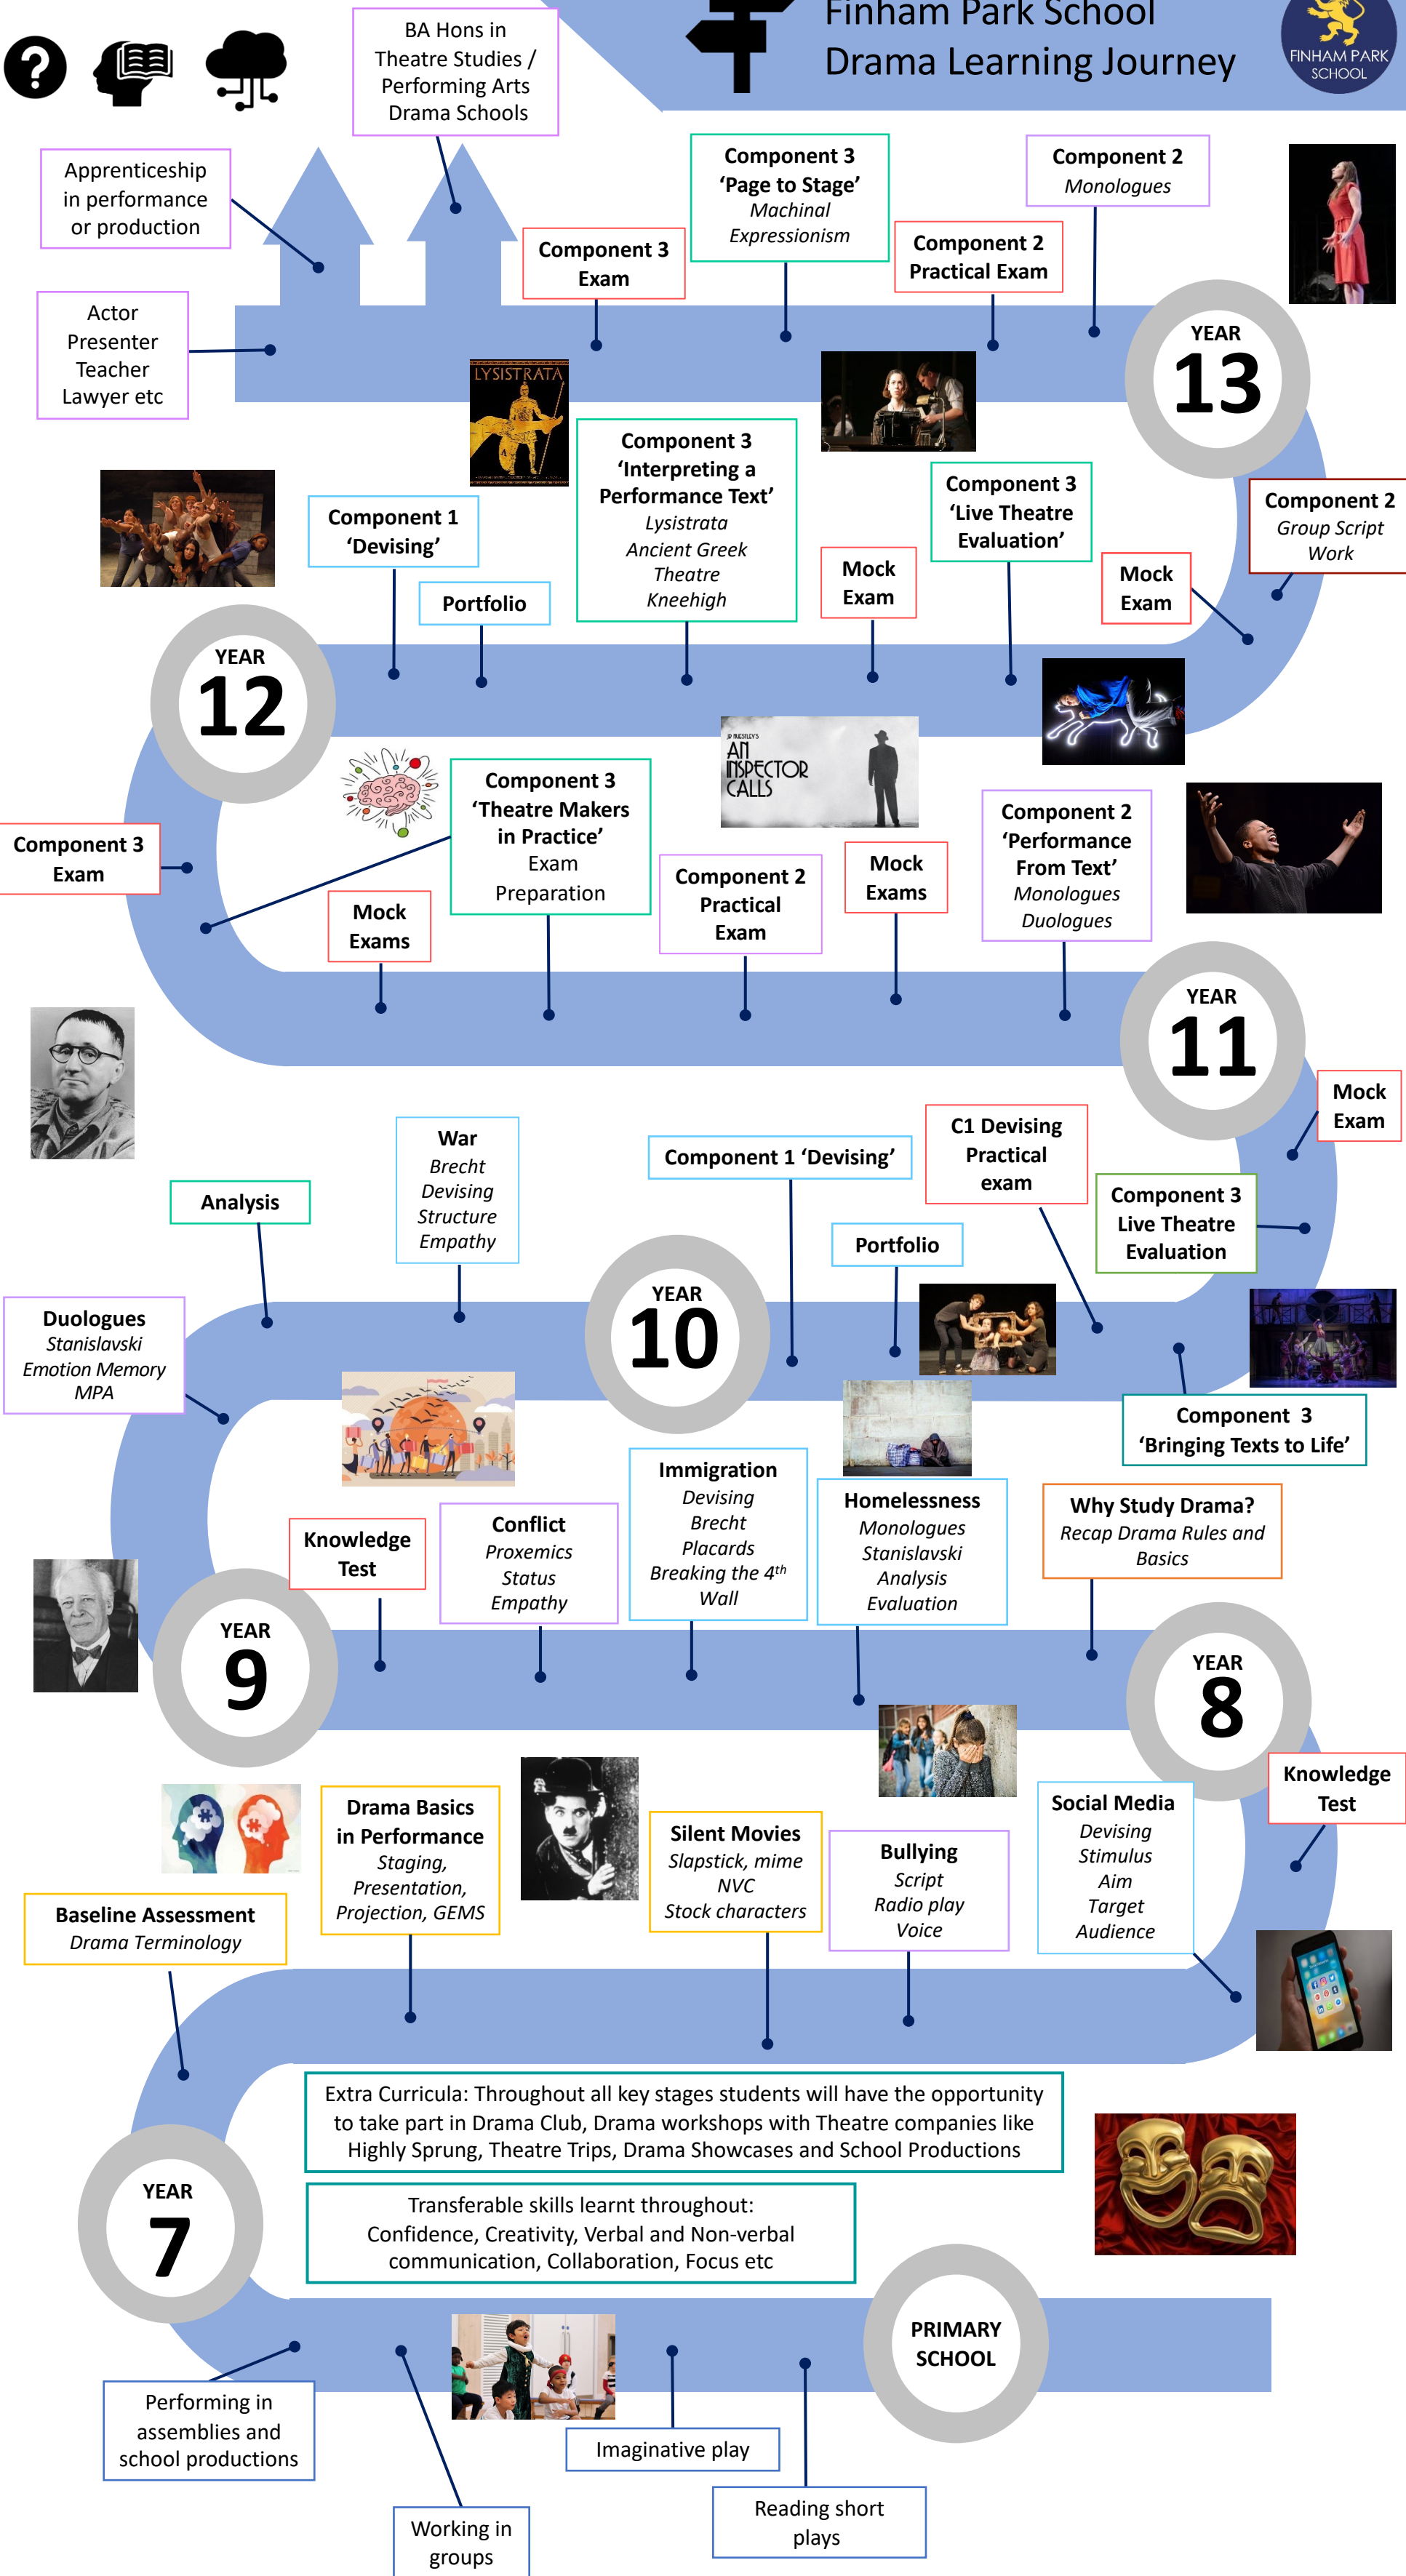 Finham Park School
Drama Learning Journey
FINHAM PARK
SCHOOL
?
BA Hons in
Theatre Studies /
Performing Arts
Drama Schools
Apprenticeship
in performance
or production
Actor
Presenter
Teacher
Lawyer etc
Component 3
Exam
Component 3
‘Page to Stage’
Machinal
Expressionism
Component 2
Practical Exam
Component 2
Monologues
YEAR
13
LYSISTRATA
Component 1
‘Devising’
Portfolio
Component 3
‘Interpreting a
Performance Text’
Lysistrata
Ancient Greek
Theatre
Kneehigh
Mock
Exam
Component 3
‘Live Theatre
Evaluation’
Mock
Exam
Component 2
Group Script
Work
YEAR
12
AN
INSPECTOR
CALLS
Component 3
Exam
Component 3
‘Theatre Makers
in Practice’
Exam
Preparation
Mock
Exams
Component 2
Practical
Exam
Mock
Exams
Component 2
‘Performance
From Text’
Monologues
Duologues
YEAR
11
Mock
Exam
Analysis
War
Brecht
Devising
Structure
Empathy
Component 1 ‘Devising’
Portfolio
C1 Devising
Practical
exam
Component 3
Live Theatre
Evaluation
Duologues
Stanislavski
Emotion Memory
MPA
YEAR
10
Component 3
‘Bringing Texts to Life’
Knowledge
Test
Conflict
Proxemics
Status
Empathy
Immigration
Devising
Brecht
Placards
Breaking the 4th
Wall
Homelessness
Monologues
Stanislavski
Analysis
Evaluation
Why Study Drama?
Recap Drama Rules and
Basics
YEAR
9
YEAR
8
Knowledge
Test
Baseline Assessment
Drama Terminology
Drama Basics
in Performance
Staging,
Presentation,
Projection, GEMS
Silent Movies
Slapstick, mime
NVC
Stock characters
Bullying
Script
Radio play
Voice
Social Media
Devising
Stimulus
Aim
Target
Audience
Extra Curricula: Throughout all key stages students will have the opportunity
to take part in Drama Club, Drama workshops with Theatre companies like
Highly Sprung, Theatre Trips, Drama Showcases and School Productions
Transferable skills learnt throughout:
Confidence, Creativity, Verbal and Non-verbal
communication, Collaboration, Focus etc
YEAR
7
PRIMARY
SCHOOL
Performing in
assemblies and
school productions
Working in
groups
Imaginative play
Reading short
plays